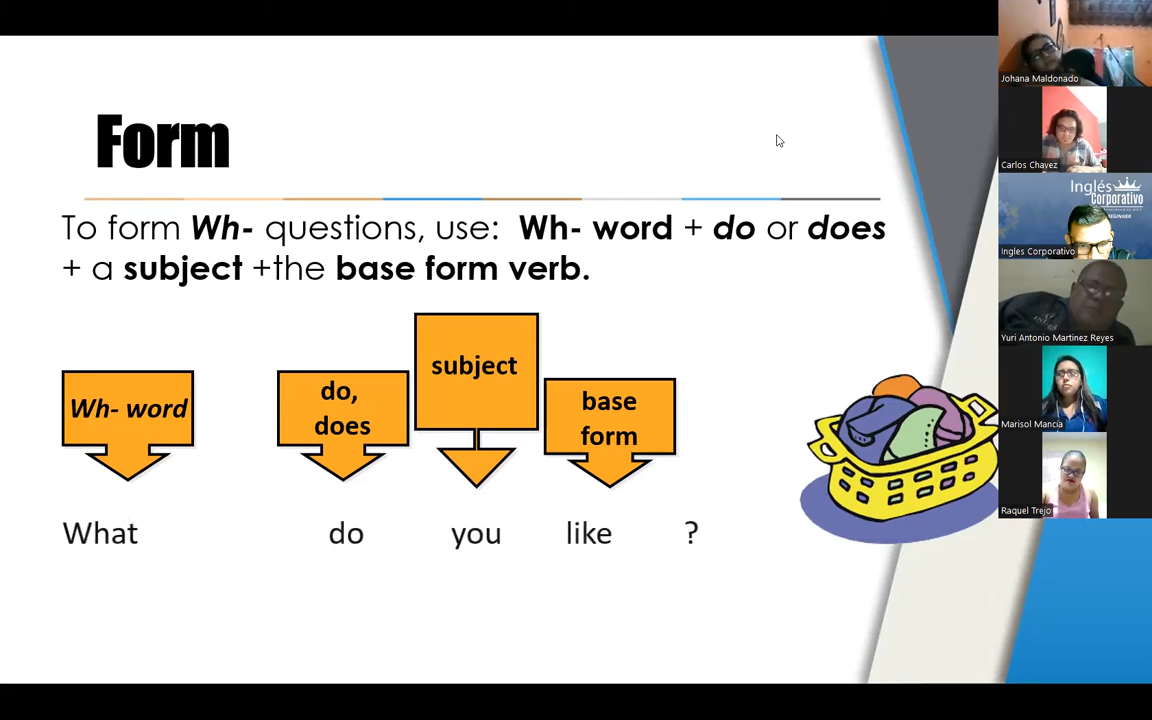 Form
To form Wh- questions, use: Wh- word + do or does
+ a subject +the base form verb.
Wh- word
do,
does
subject
base
form
What do you like ?
Johana Maldonado
Carlos Chavez
Inglés
Corporativo
BEGINNER
Ingles Corporativo
Yuri Antonio Martinez Reyes
Marisol Mancía
Raquel Trejo